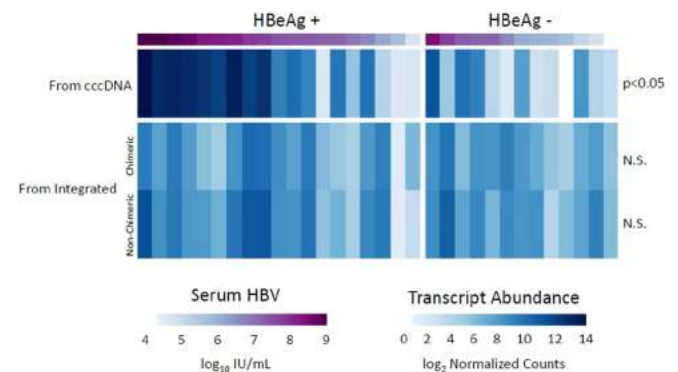 HBeAg + HBeAg -
From cccDNA p<0.05
Chimeric N.S.
From Integrated
Non-Chimeric N.S.
Serum HBV Transcript Abundance
4 5 6 7 8 9 0 2 4 6 8 10 12 14
log₁₀ IU/mL log₂ Normalized Counts